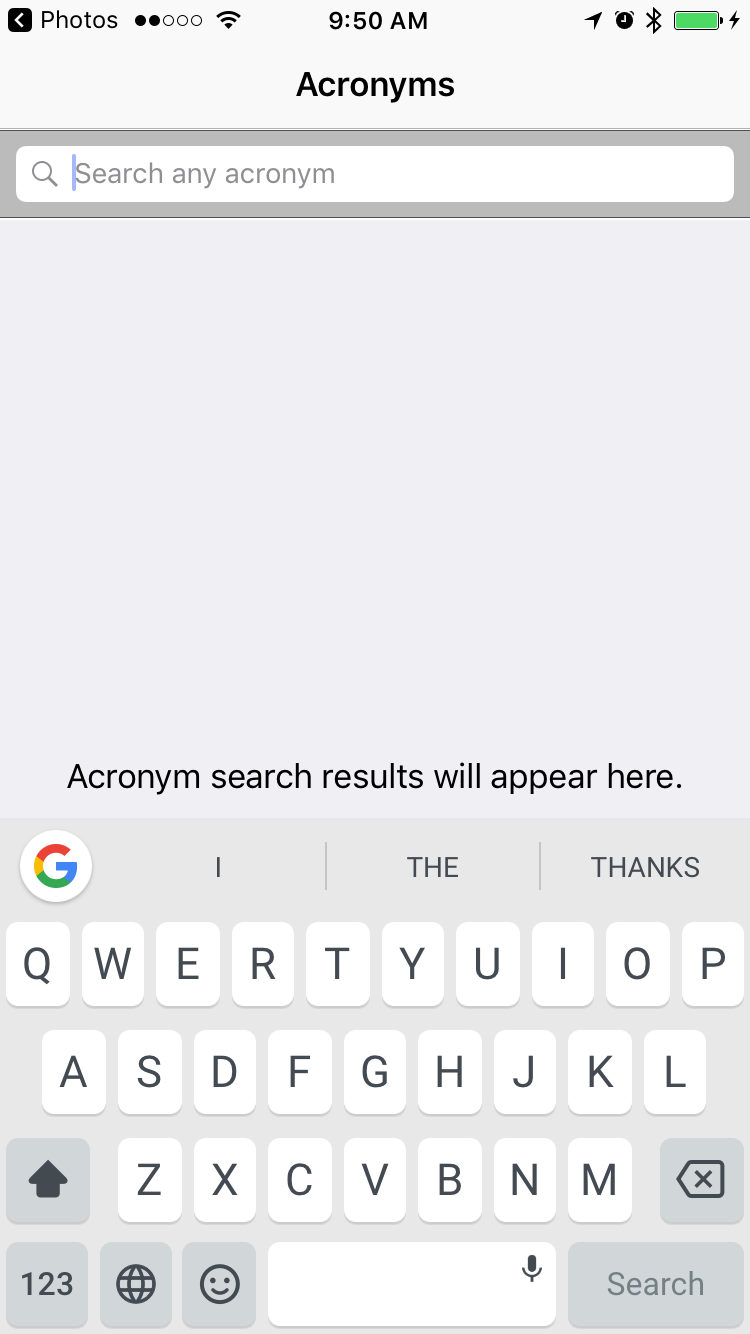 Photos 9:50 AM
Acronyms
Search any acronym
Acronym search results will appear here.
I THE THANKS
Q W E R T Y U I O P
A S D F G H J K L
Z X C V B N M
123 Search